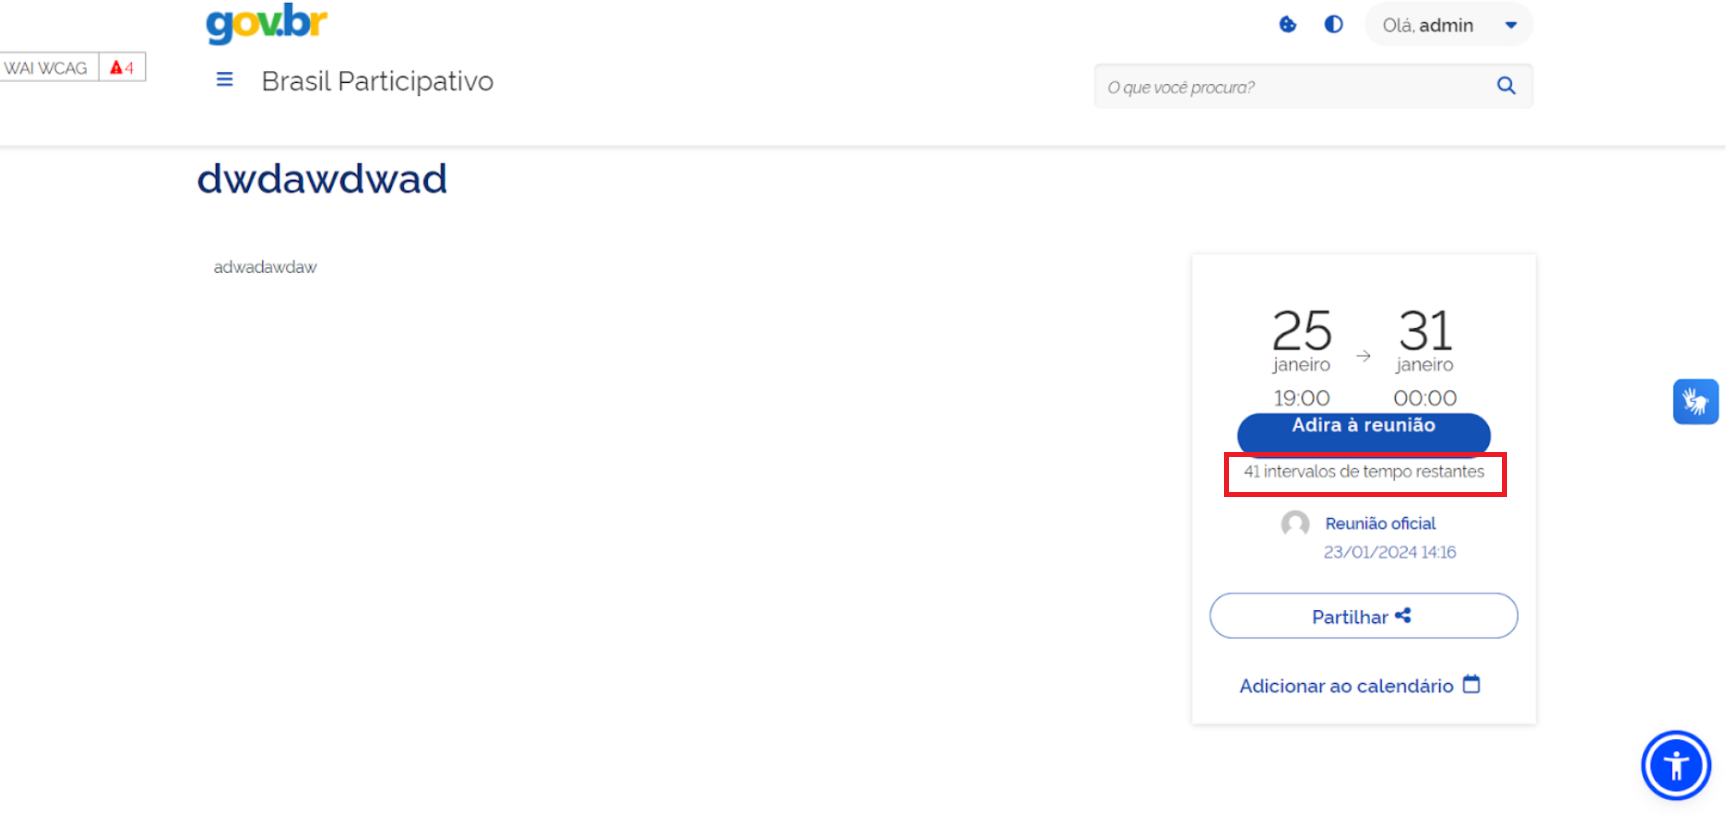 gov.br
Olá, admin
WAI WCAG 4
Brasil Participativo
O que você procura?
dwdawdwad
adwadawdaw
25 31
janeiro → janeiro
19:00 00:00
Adira à reunião
41 intervalos de tempo restantes
Reunião oficial
23/01/2024 14:16
Partilhar
Adicionar ao calendário